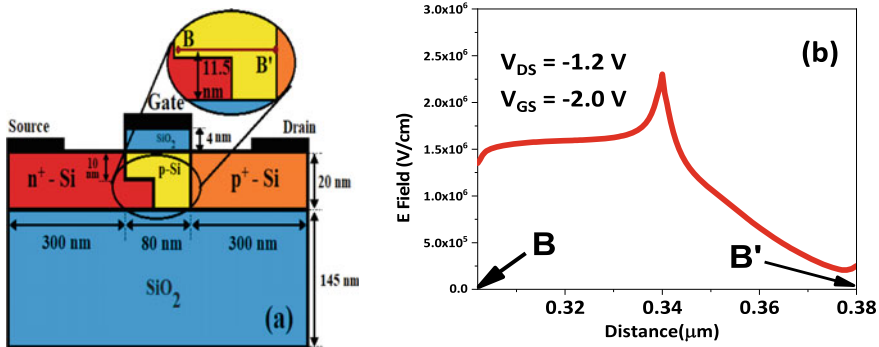 B
B'
11.5
nm
Gate
Source
Drain
SiO2
4 nm
10
nm
p-Si
n+ - Si
p+ - Si
20 nm
300 nm
80 nm
300 nm
SiO2
145 nm
(a)
3.0x10^6
2.5x10^6
2.0x10^6
1.5x10^6
1.0x10^6
5.0x10^5
0.0
E Field (V/cm)
VDS = -1.2 V
VGS = -2.0 V
(b)
B
B'
0.32
0.34
0.36
0.38
Distance(μm)